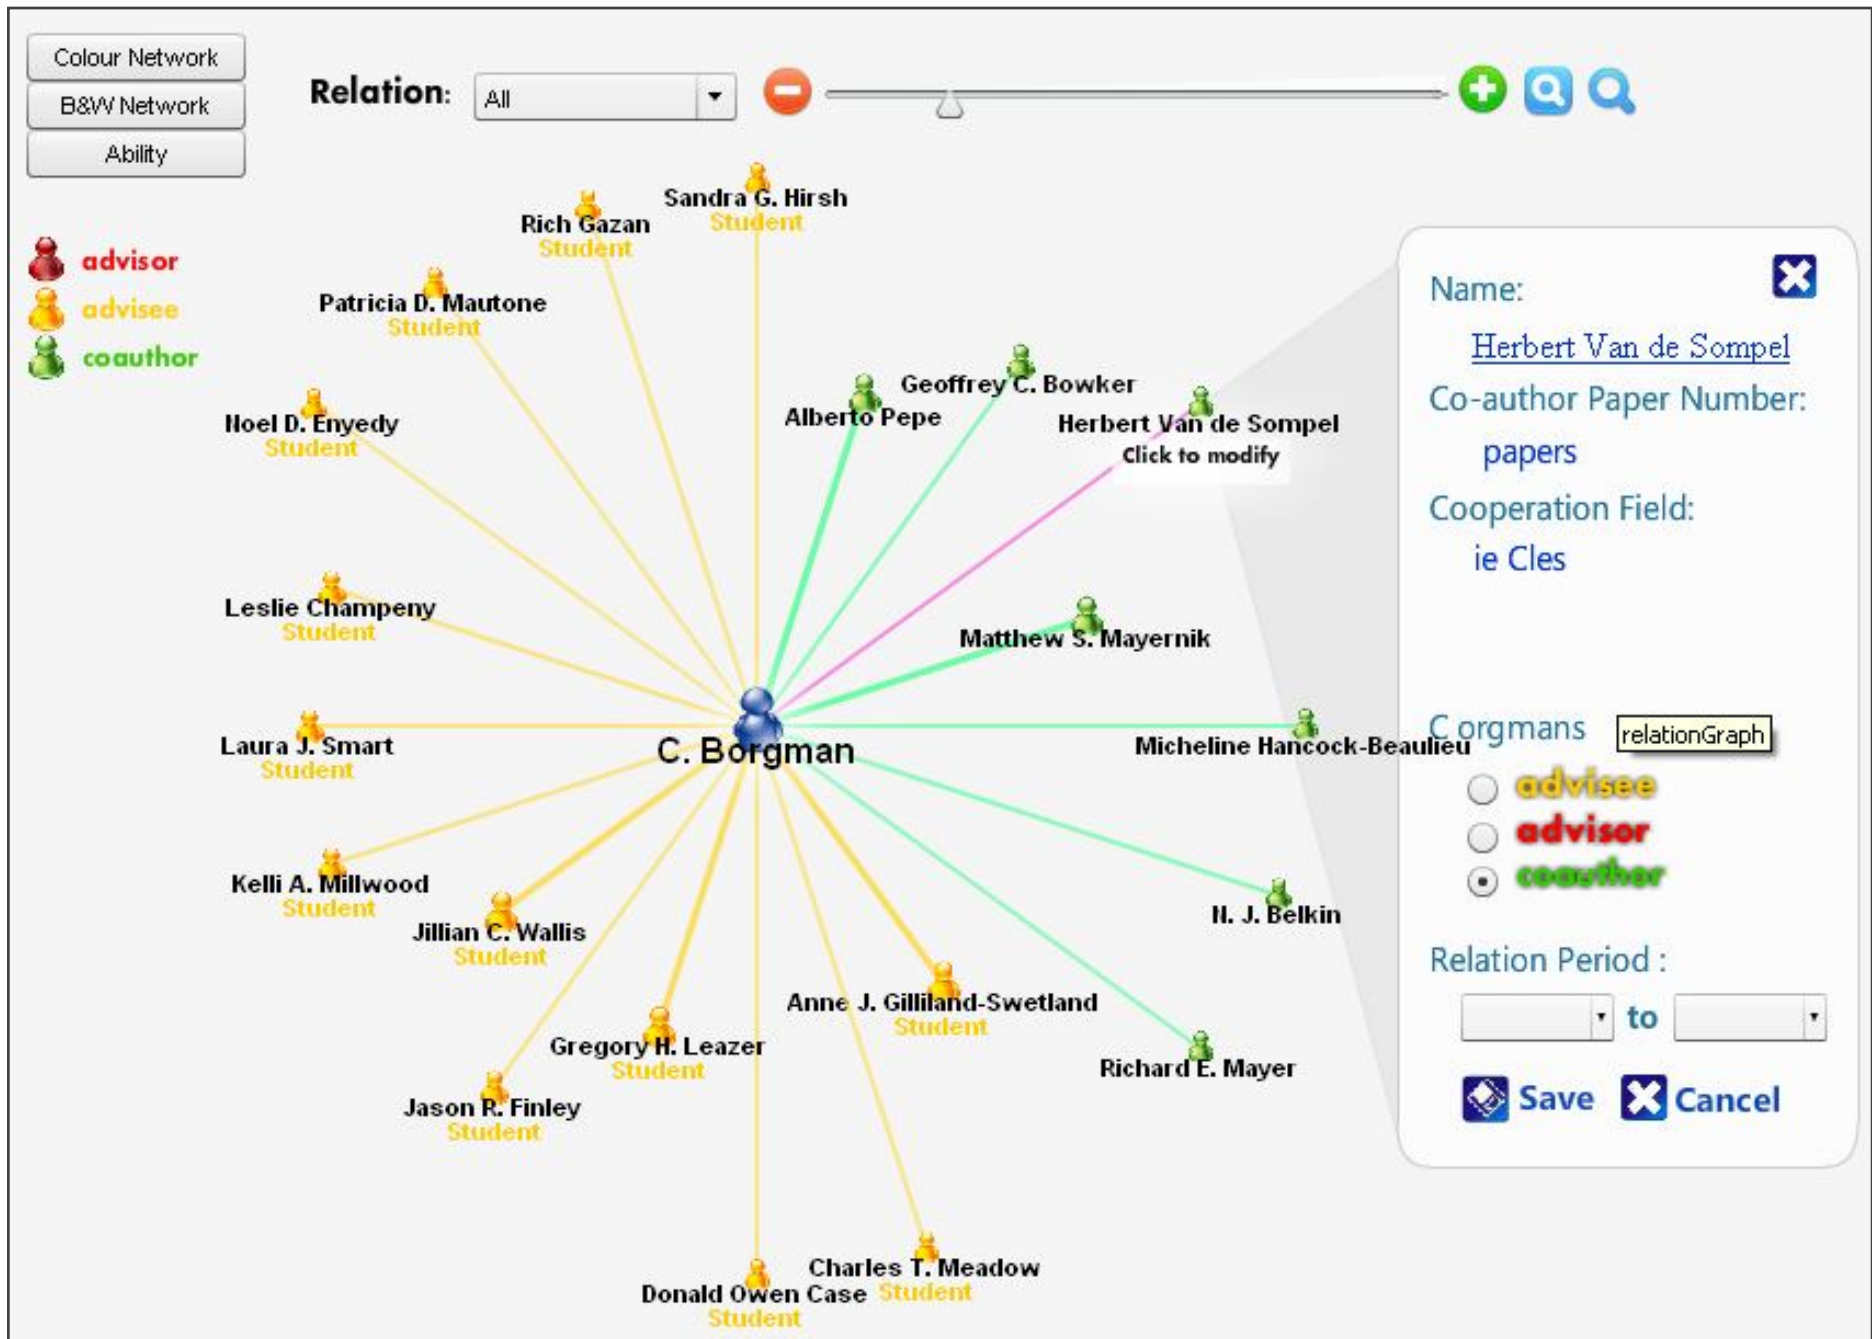 Colour Network
B&W Network
Ability
Relation:
All
advisor
advisee
coauthor
Sandra G. Hirsh
Student
Rich Gazan
Student
Patricia D. Mautone
Student
Noel D. Enyedy
Student
Leslie Champeny
Student
Laura J. Smart
Student
Kelli A. Millwood
Student
Jillian C. Wallis
Student
Gregory H. Leazer
Student
Jason R. Finley
Student
Donald Owen Case
Student
Charles T. Meadow
Student
Anne J. Gilliland-Swetland
Student
C. Borgman
Alberto Pepe
Geoffrey C. Bowker
Herbert Van de Sompel
Click to modify
Matthew S. Mayernik
Micheline Hancock-Beaulieu
N. J. Belkin
Richard E. Mayer
Name:
Herbert Van de Sompel
Co-author Paper Number:
papers
Cooperation Field:
ie Cles
C orgmans
relationGraph
advisee
advisor
coauthor
Relation Period :
to
Save
Cancel